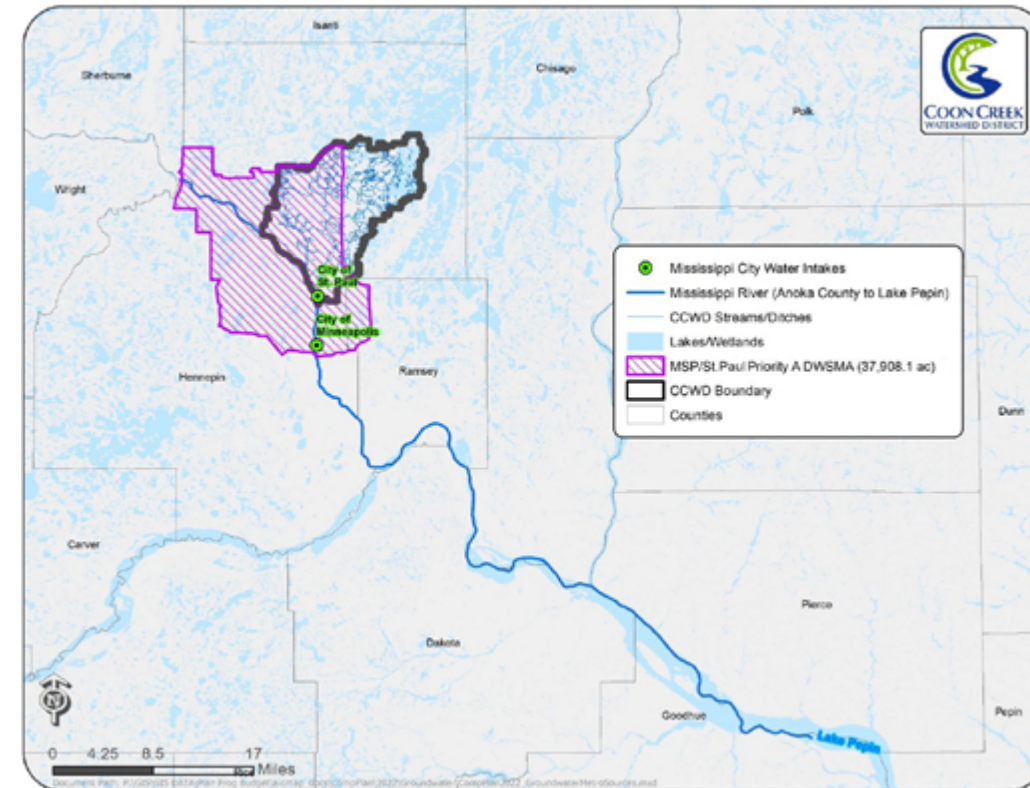 Isanti
Sherburne
Chisago
Polk
COON CREEK
WATERSHED DISTRICT
Wright
City of
St. Paul
City of
Minneapolis
Hennepin
Ramsey
Mississippi City Water Intakes
Mississippi River (Anoka County to Lake Pepin)
CCWD Streams/Ditches
Lakes/Wetlands
MSP/St.Paul Priority A DWSMA (37,908.1 ac)
CCWD Boundary
Counties
Dunn
Carver
Pierce
Dakota
Goodhue
Pepin
Lake Pepin
N
0 4.25 8.5 17
Rice Miles